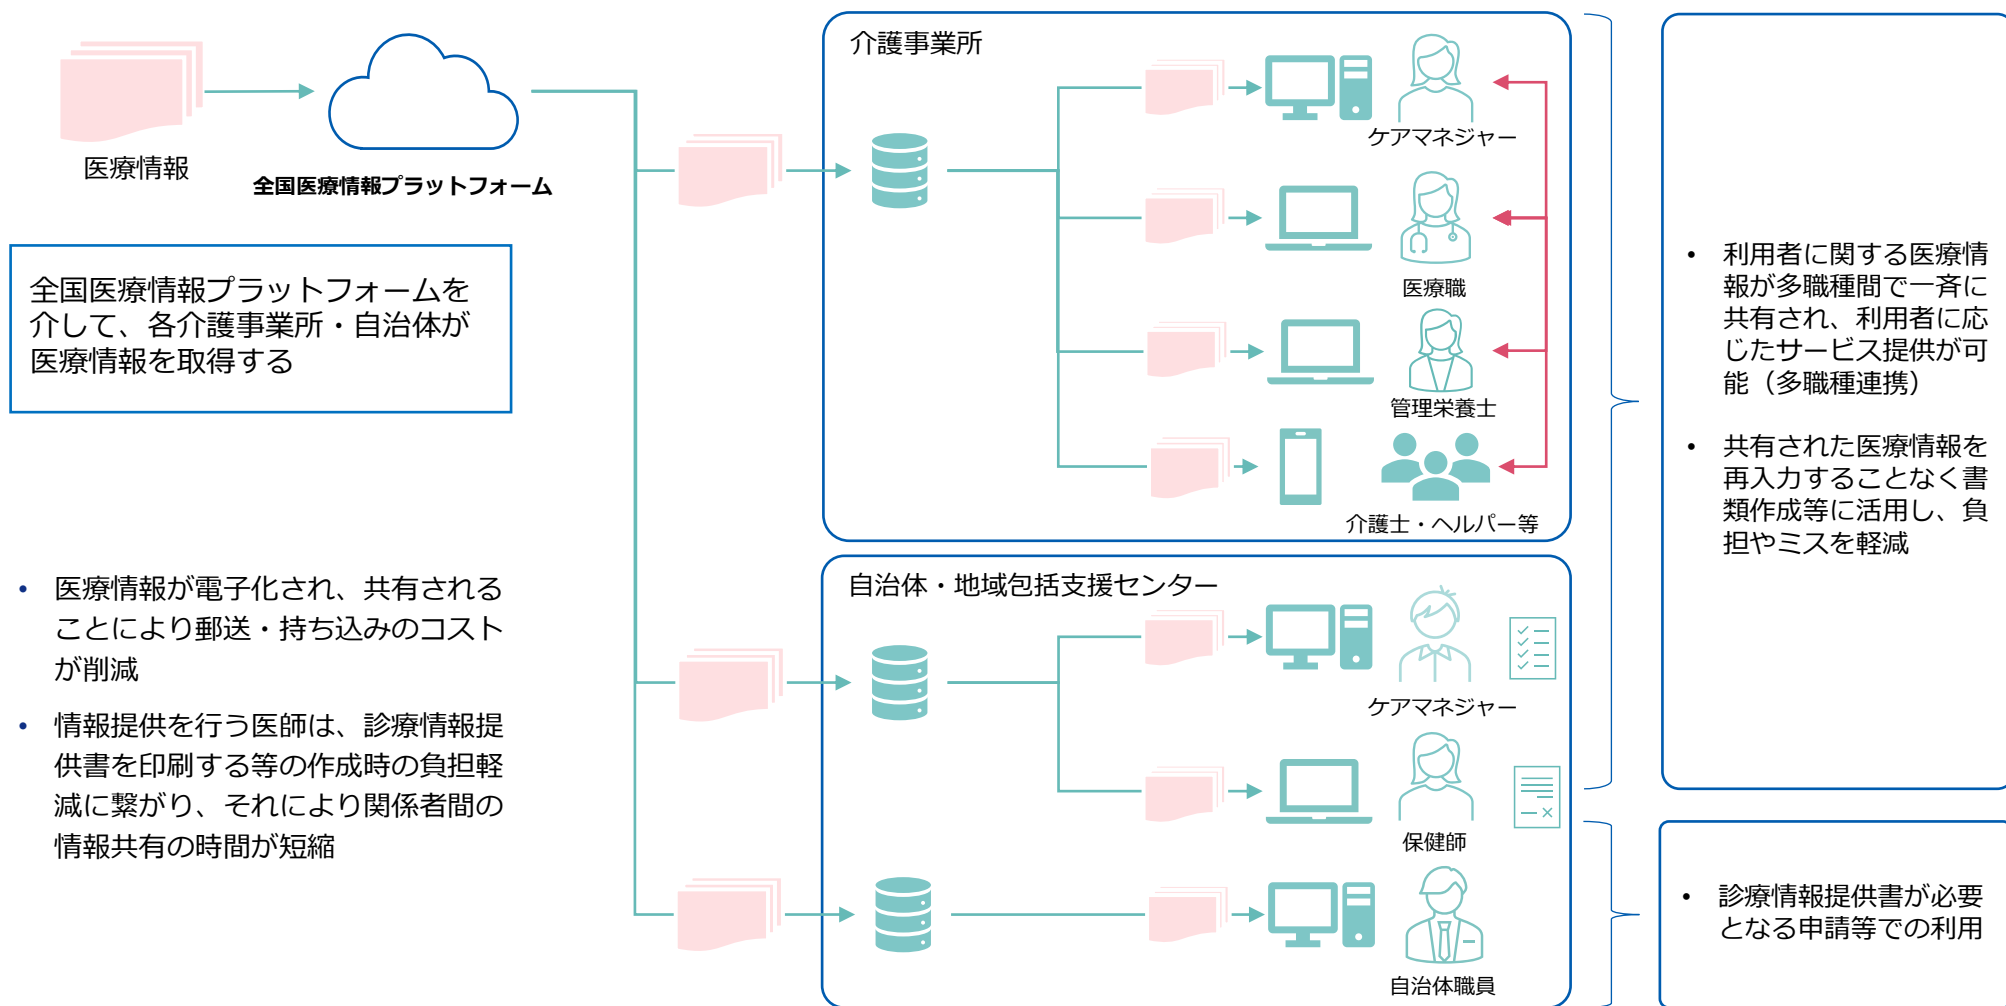 医療情報
全国医療情報プラットフォーム
全国医療情報プラットフォームを
介して、各介護事業所・自治体が
医療情報を取得する
• 医療情報が電子化され、共有される
ことにより郵送・持ち込みのコスト
が削減
• 情報提供を行う医師は、診療情報提
供書を印刷する等の作成時の負担軽
減に繋がり、それにより関係者間の
情報共有の時間が短縮
介護事業所
ケアマネジャー
医療職
管理栄養士
介護士・ヘルパー等
自治体・地域包括支援センター
ケアマネジャー
保健師
自治体職員
• 利用者に関する医療情
報が多職種間で一斉に
共有され、利用者に応
じたサービス提供が可
能（多職種連携）
• 共有された医療情報を
再入力することなく書
類作成等に活用し、負
担やミスを軽減
• 診療情報提供書が必要
となる申請等での利用